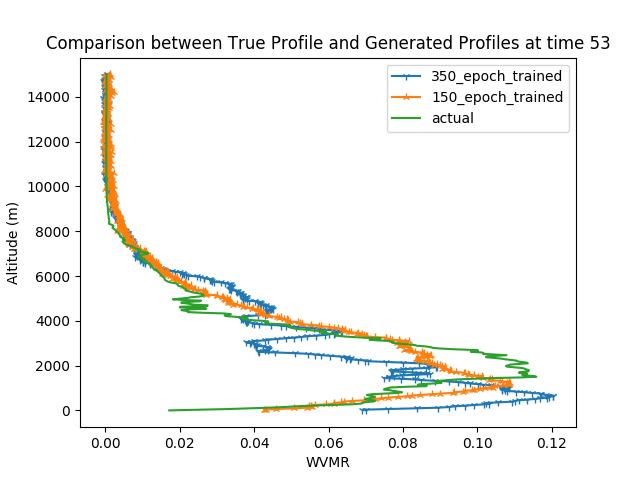 Comparison between True Profile and Generated Profiles at time 53
350_epoch_trained
150_epoch_trained
actual
14000
12000
10000
8000
6000
4000
2000
0
Altitude (m)
0.00 0.02 0.04 0.06 0.08 0.10 0.12
WVMR